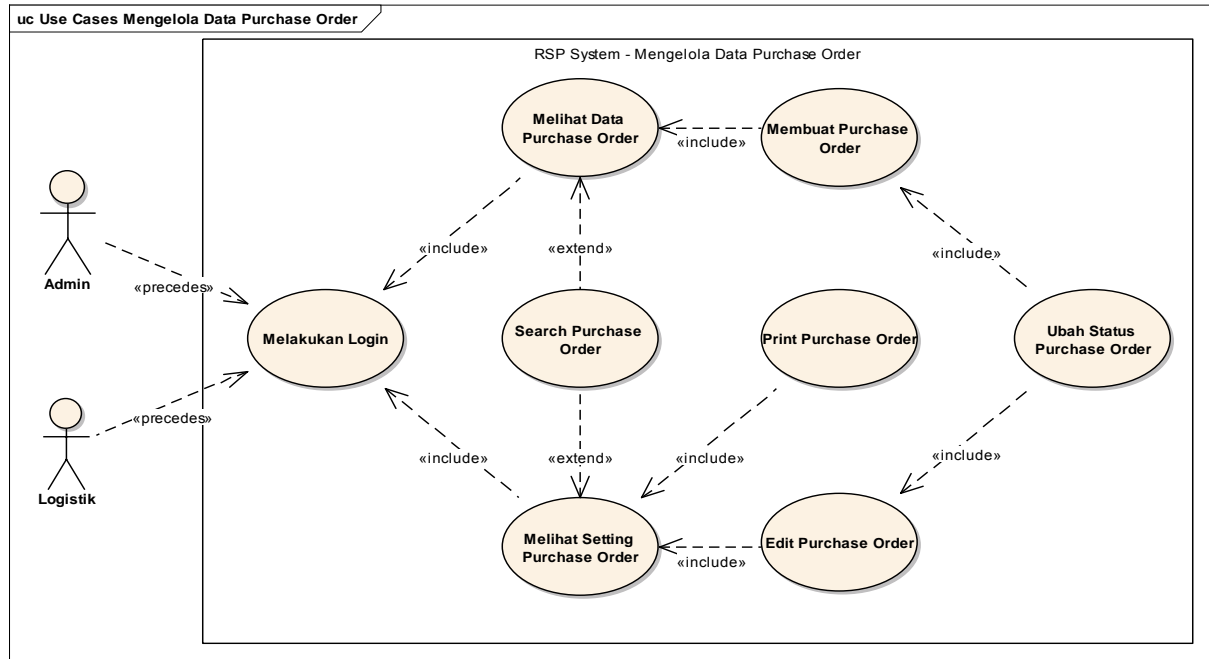 uc Use Cases Mengelola Data Purchase Order
RSP System - Mengelola Data Purchase Order
Melihat Data
Purchase Order
Membuat Purchase
Order
«include»
«include»
«extend»
«include»
Admin
«precedes»
Melakukan Login
Search Purchase
Order
Print Purchase Order
Ubah Status
Purchase Order
«precedes»
Logistik
«include»
«extend»
«include»
«include»
Melihat Setting
Purchase Order
Edit Purchase Order
«include»